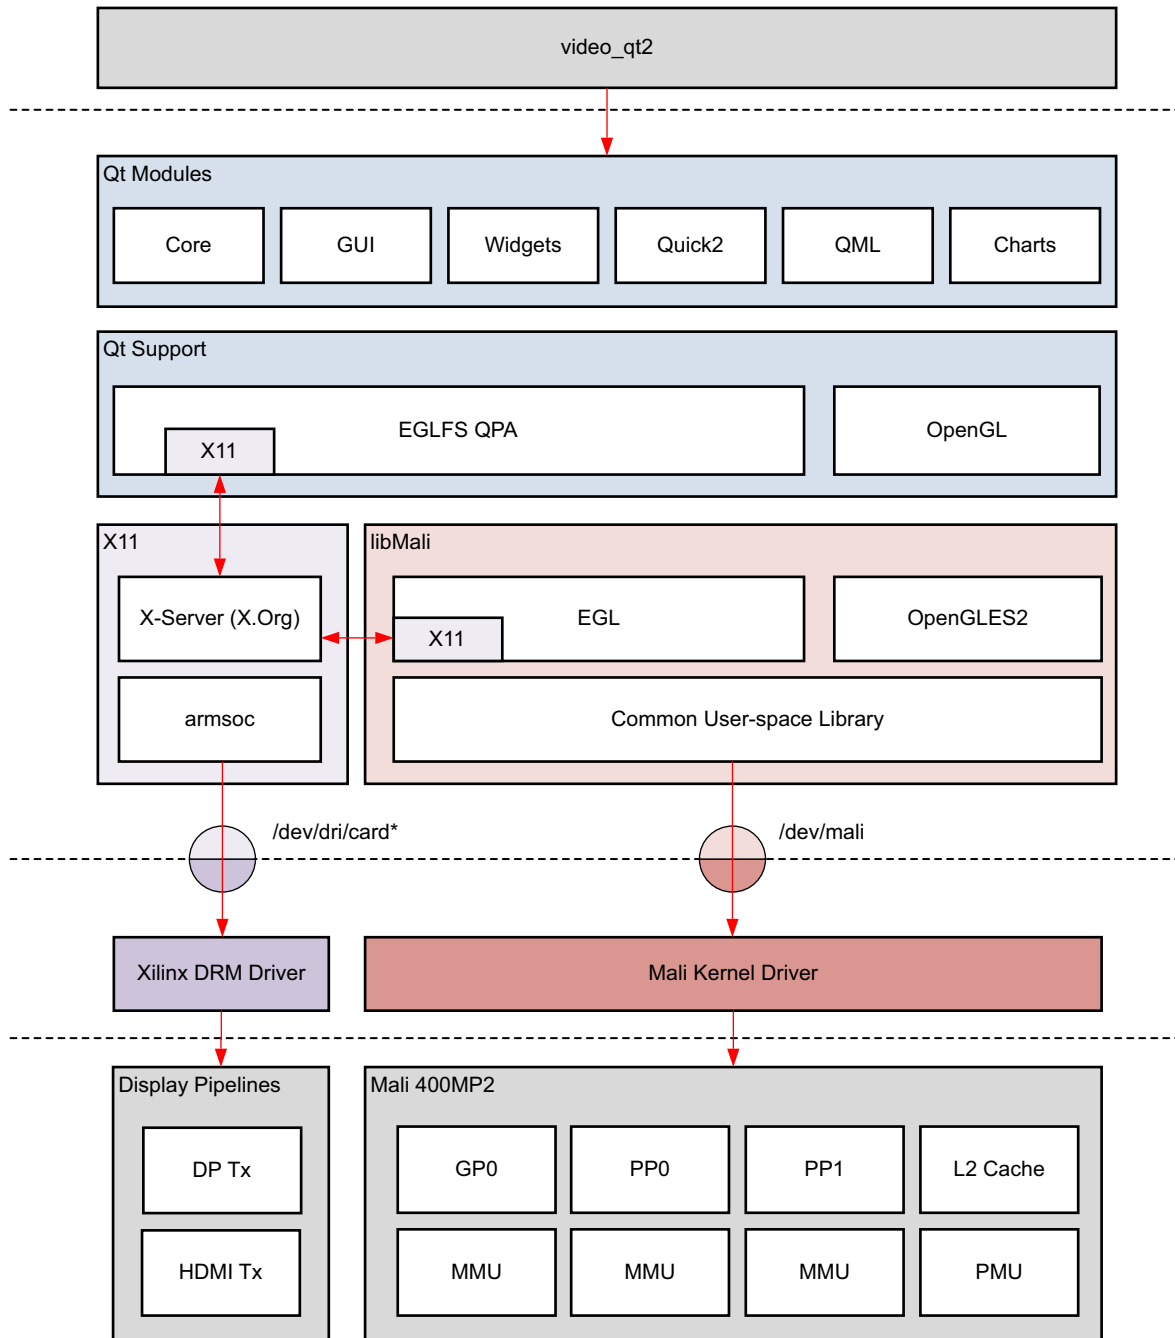 video_qt2
Qt Modules
Core
GUI
Widgets
Quick2
QML
Charts
Qt Support
EGLFS QPA
X11
OpenGL
X11
X-Server (X.Org)
armsoc
libMali
EGL
X11
OpenGLES2
Common User-space Library
/dev/dri/card*
/dev/mali
Xilinx DRM Driver
Mali Kernel Driver
Display Pipelines
DP Tx
HDMI Tx
Mali 400MP2
GP0
PP0
PP1
L2 Cache
MMU
MMU
MMU
PMU